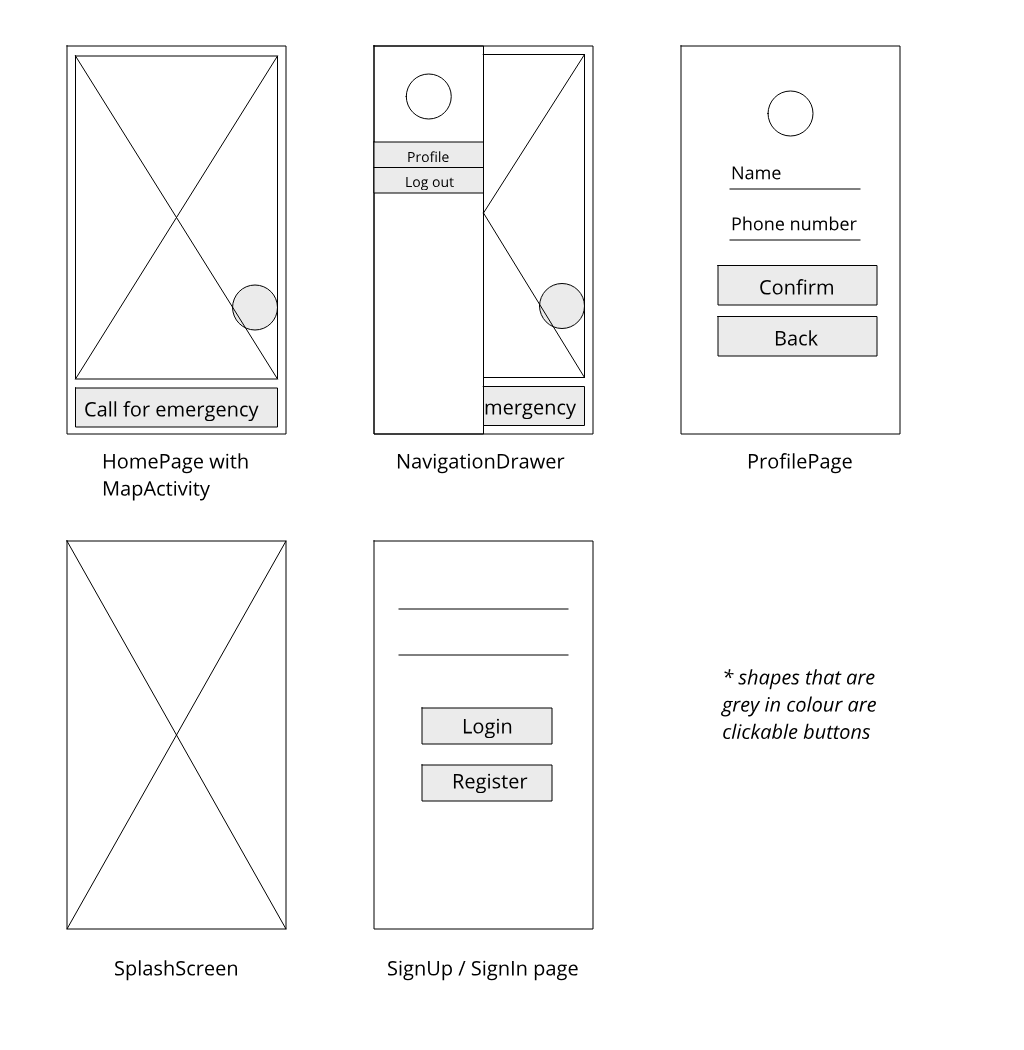 Call for emergency
HomePage with
MapActivity
Profile
Log out
mergency
NavigationDrawer
Name
Phone number
Confirm
Back
ProfilePage
SplashScreen
Login
Register
SignUp / SignIn page
* shapes that are
grey in colour are
clickable buttons